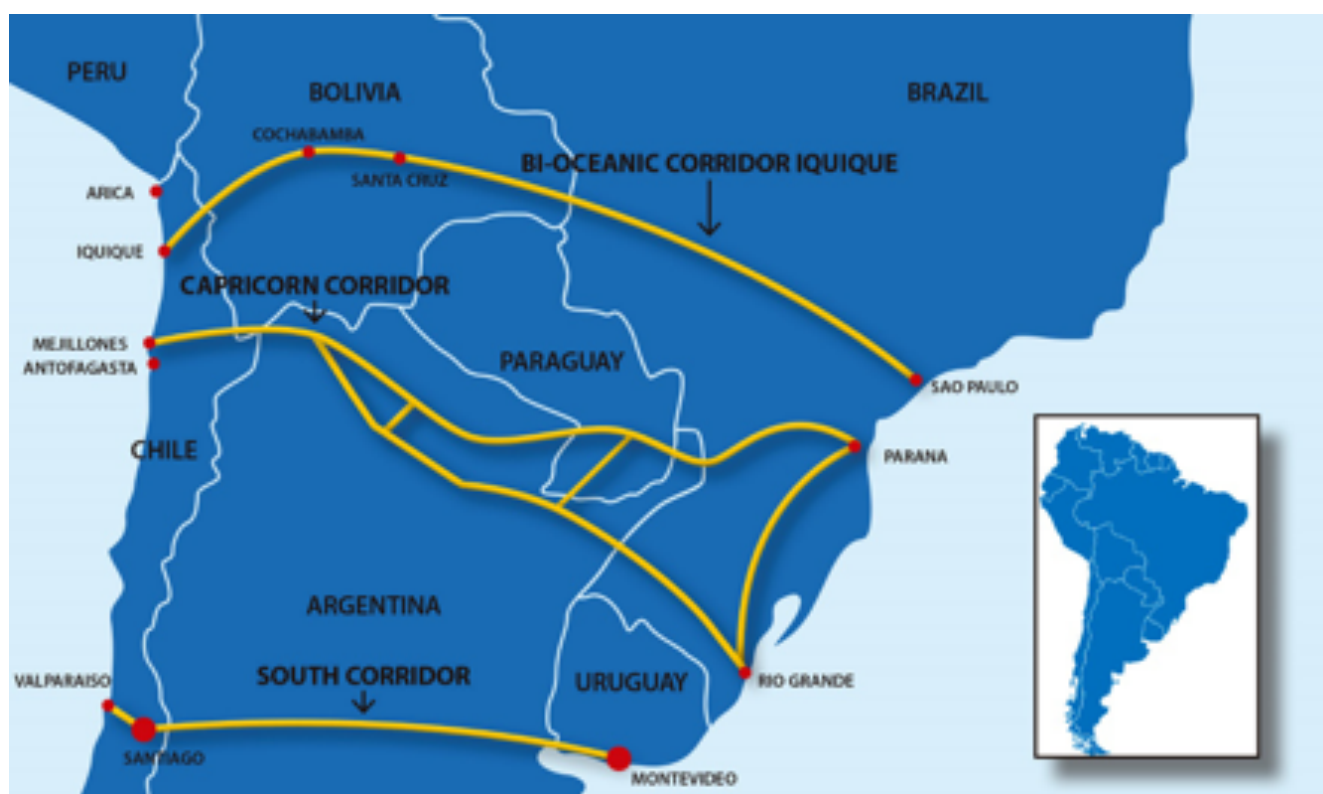 PERU
BOLIVIA
BRAZIL
COCHABAMBA
BI-OCEANIC CORRIDOR IQUIQUE
SANTA CRUZ
ARICA
IQUIQUE
CAPRICORN CORRIDOR
MEJILLONES
PARAGUAY
ANTOFAGASTA
SAO PAULO
CHILE
PARANA
ARGENTINA
SOUTH CORRIDOR
URUGUAY
VALPARAISO
RIO GRANDE
SANTIAGO
MONTEVIDEO